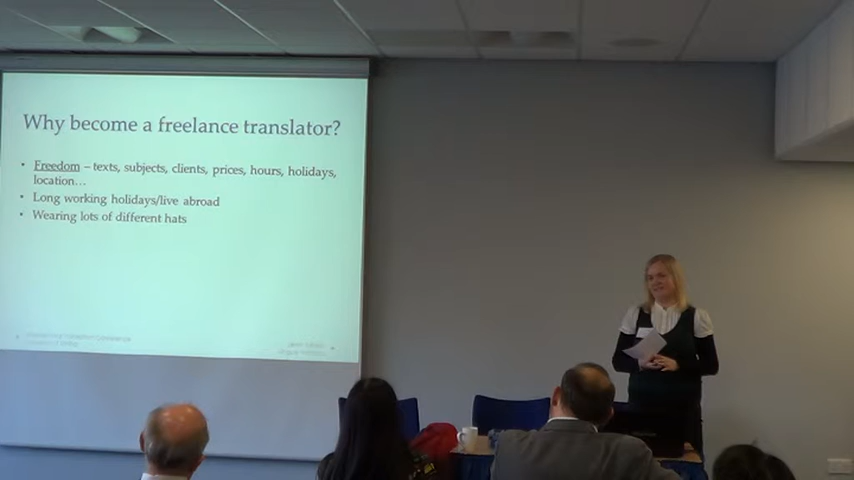 Why become a freelance translator?
• Freedom – texts, subjects, clients, prices, hours, holidays,
location…
• Long working holidays/live abroad
• Wearing lots of different hats